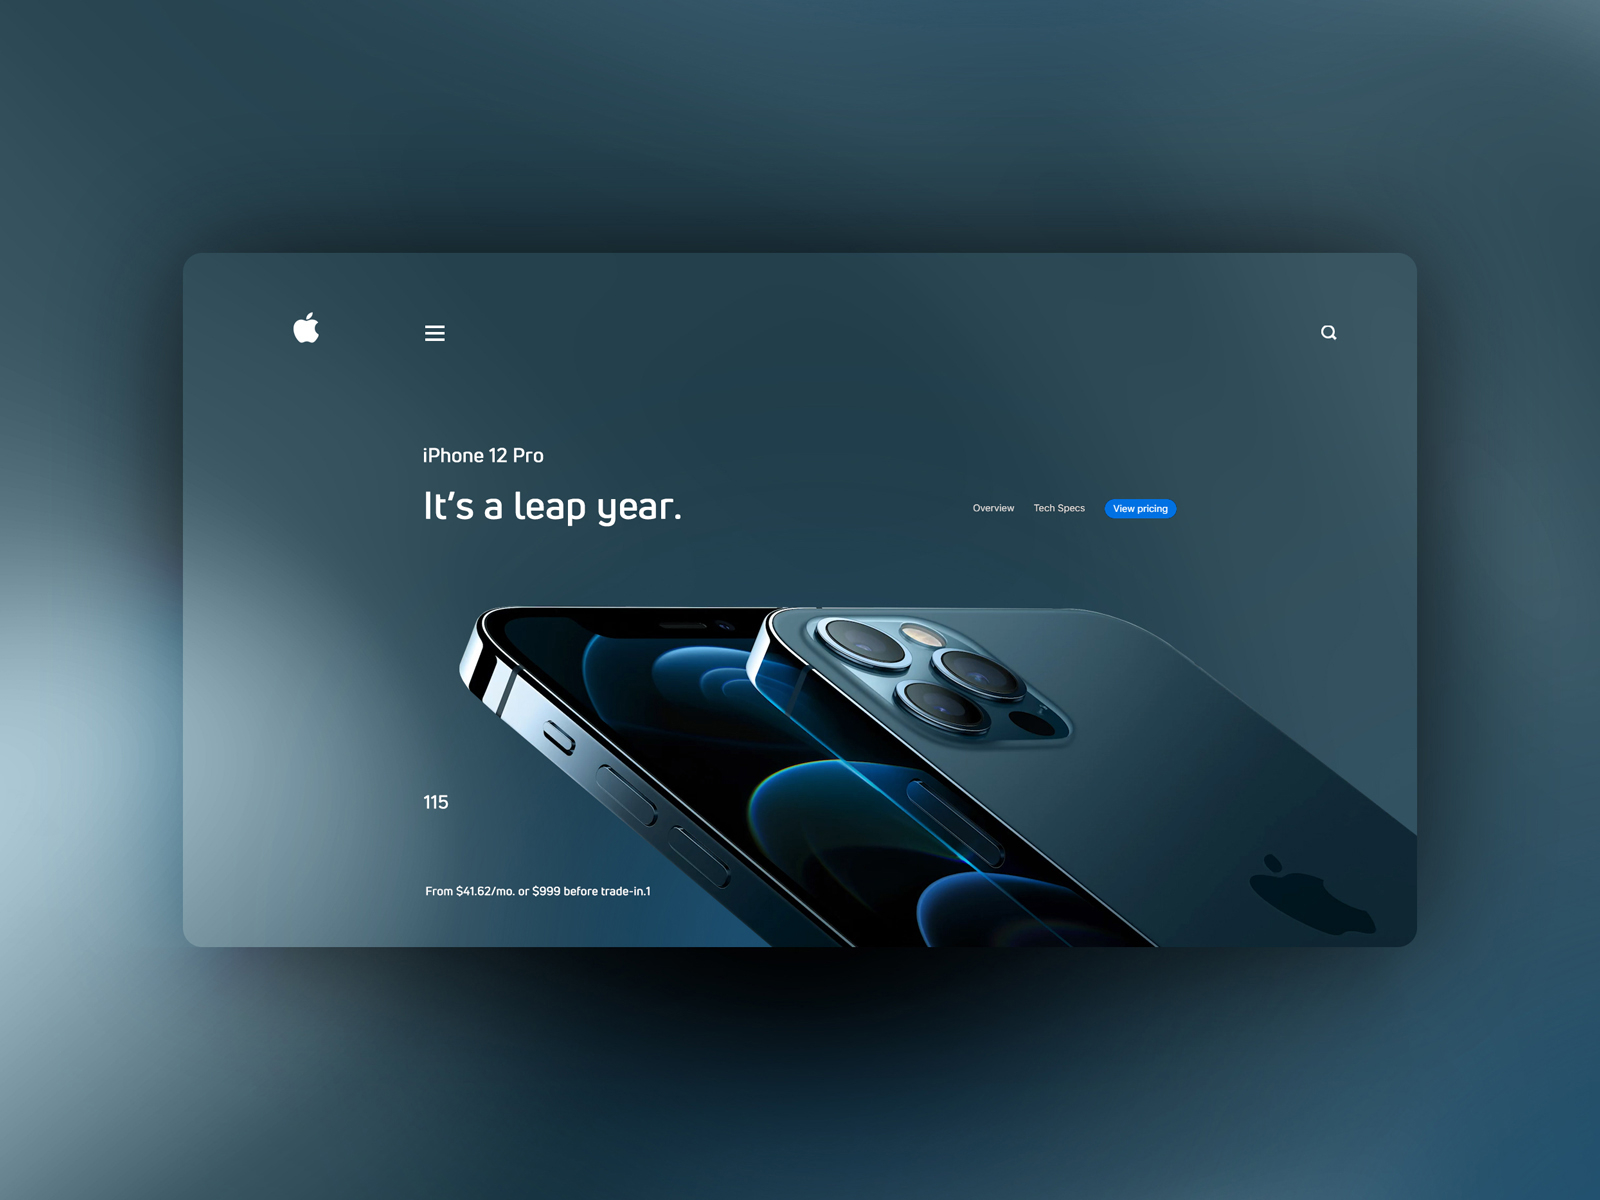 iPhone 12 Pro
It's a leap year.
Overview Tech Specs View pricing
115
From $41.62/mo. or $999 before trade-in.1